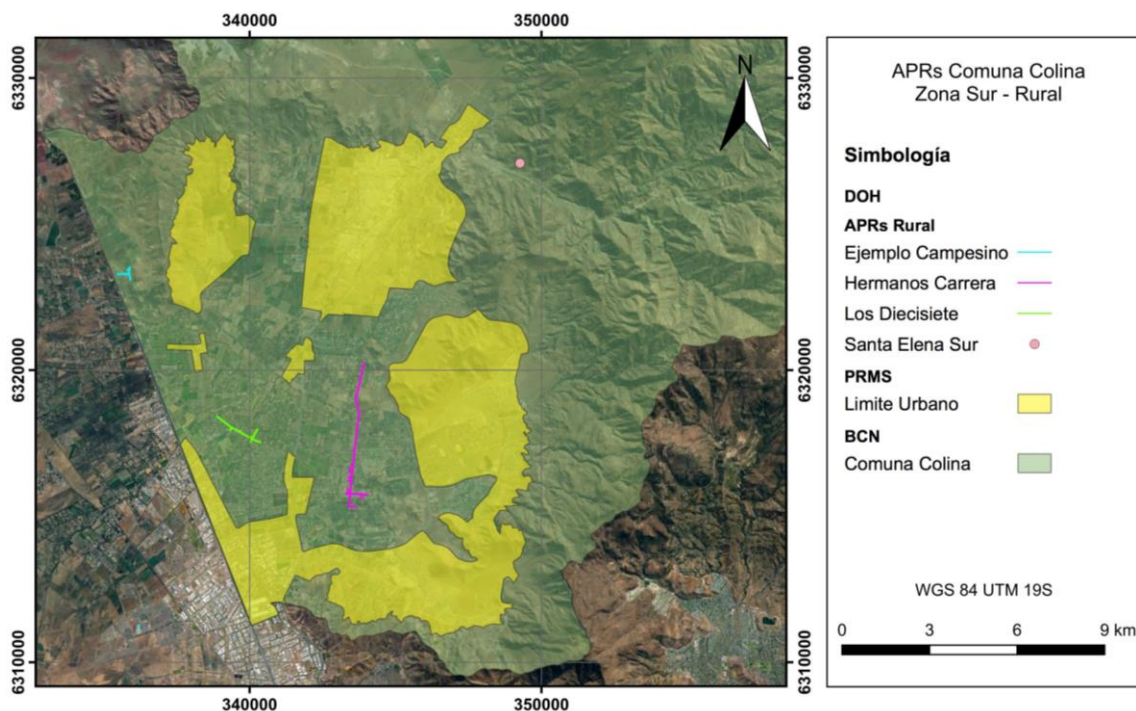 340000
350000
6330000
6330000
N
6320000
6320000
6310000
6310000
340000
350000
APRs Comuna Colina
Zona Sur - Rural
Simbología
DOH
APRs Rural
Ejemplo Campesino
Hermanos Carrera
Los Diecisiete
Santa Elena Sur
PRMS
Limite Urbano
BCN
Comuna Colina
WGS 84 UTM 19S
0 3 6 9 km